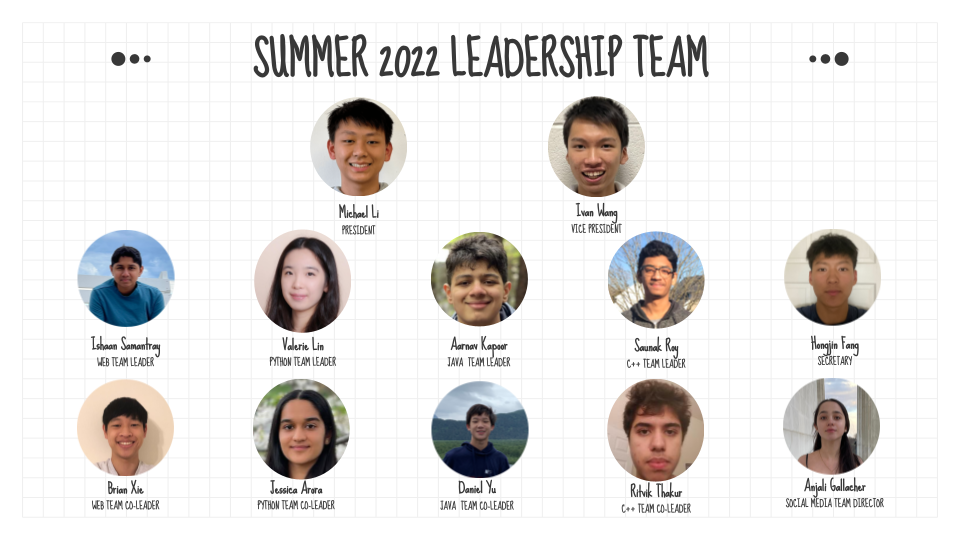 SUMMER 2022 LEADERSHIP TEAM
Michael Li
PRESIDENT
Ivan Wang
VICE PRESIDENT
Ishaan Samantray
WEB TEAM LEADER
Valerie Lin
PYTHON TEAM LEADER
Aarnav Kapoor
JAVA TEAM LEADER
Saunak Roy
C++ TEAM LEADER
Hongjin Fang
SECRETARY
Brian Xie
WEB TEAM CO-LEADER
Jessica Arora
PYTHON TEAM CO-LEADER
Daniel Yu
JAVA TEAM CO-LEADER
Ritvik Thakur
C++ TEAM CO-LEADER
Anjali Gallacher
SOCIAL MEDIA TEAM DIRECTOR